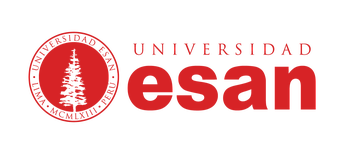 UNIVERSIDAD ESAN
LIMA · MCMLXIII · PERU
UNIVERSIDAD
esan